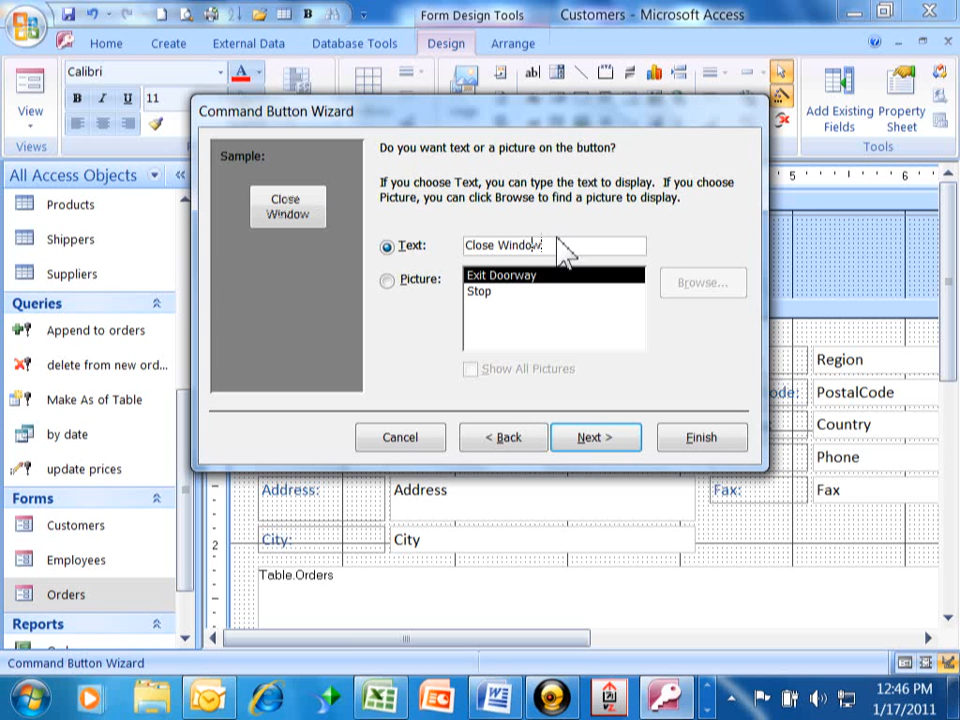 Form Design Tools
Customers - Microsoft Access
Home
Create
External Data
Database Tools
Design
Arrange
Calibri
B I U 11
View
Views
Add Existing Fields
Property Sheet
Tools
All Access Objects
Products
Shippers
Suppliers
Queries
Append to orders
delete from new ord...
Make As of Table
by date
update prices
Forms
Customers
Employees
Orders
Reports
Command Button Wizard
Sample:
Close
Window
Do you want text or a picture on the button?
If you choose Text, you can type the text to display. If you choose
Picture, you can click Browse to find a picture to display.
Text:
Close Window
Picture:
Exit Doorway
Stop
Browse...
Show All Pictures
Cancel
< Back
Next >
Finish
5
6
Region
ode:
PostalCode
Country
Phone
Address:
Address
Fax:
Fax
2
City:
City
Table.Orders
Command Button Wizard
12:46 PM
1/17/2011